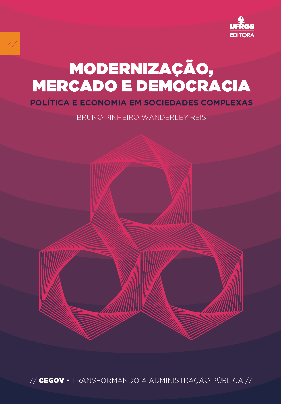 UFRGS
EDITORA
MODERNIZAÇÃO,
MERCADO E DEMOCRACIA
POLÍTICA E ECONOMIA EM SOCIEDADES COMPLEXAS
BRUNO PINHEIRO WANDERLEY REIS
// CEGOV - TRANSFORMANDO A ADMINISTRAÇÃO PÚBLICA //